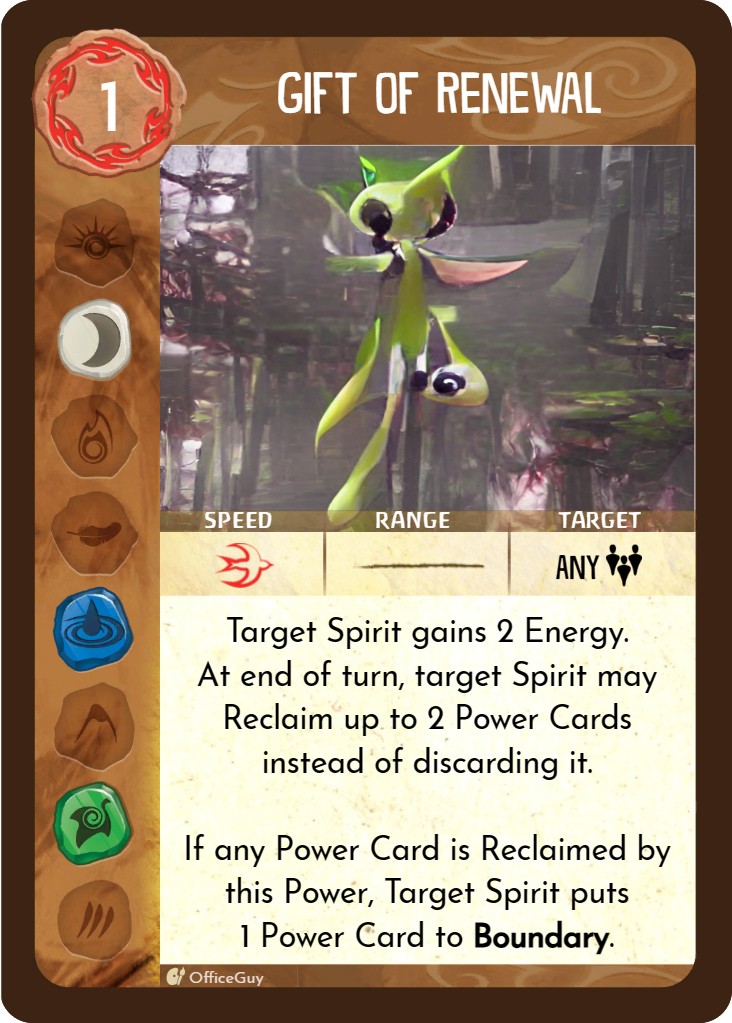 1
GIFT OF RENEWAL
SPEED RANGE TARGET
ANY
Target Spirit gains 2 Energy.
At end of turn, target Spirit may
Reclaim up to 2 Power Cards
instead of discarding it.
If any Power Card is Reclaimed by
this Power, Target Spirit puts
1 Power Card to Boundary.
OfficeGuy